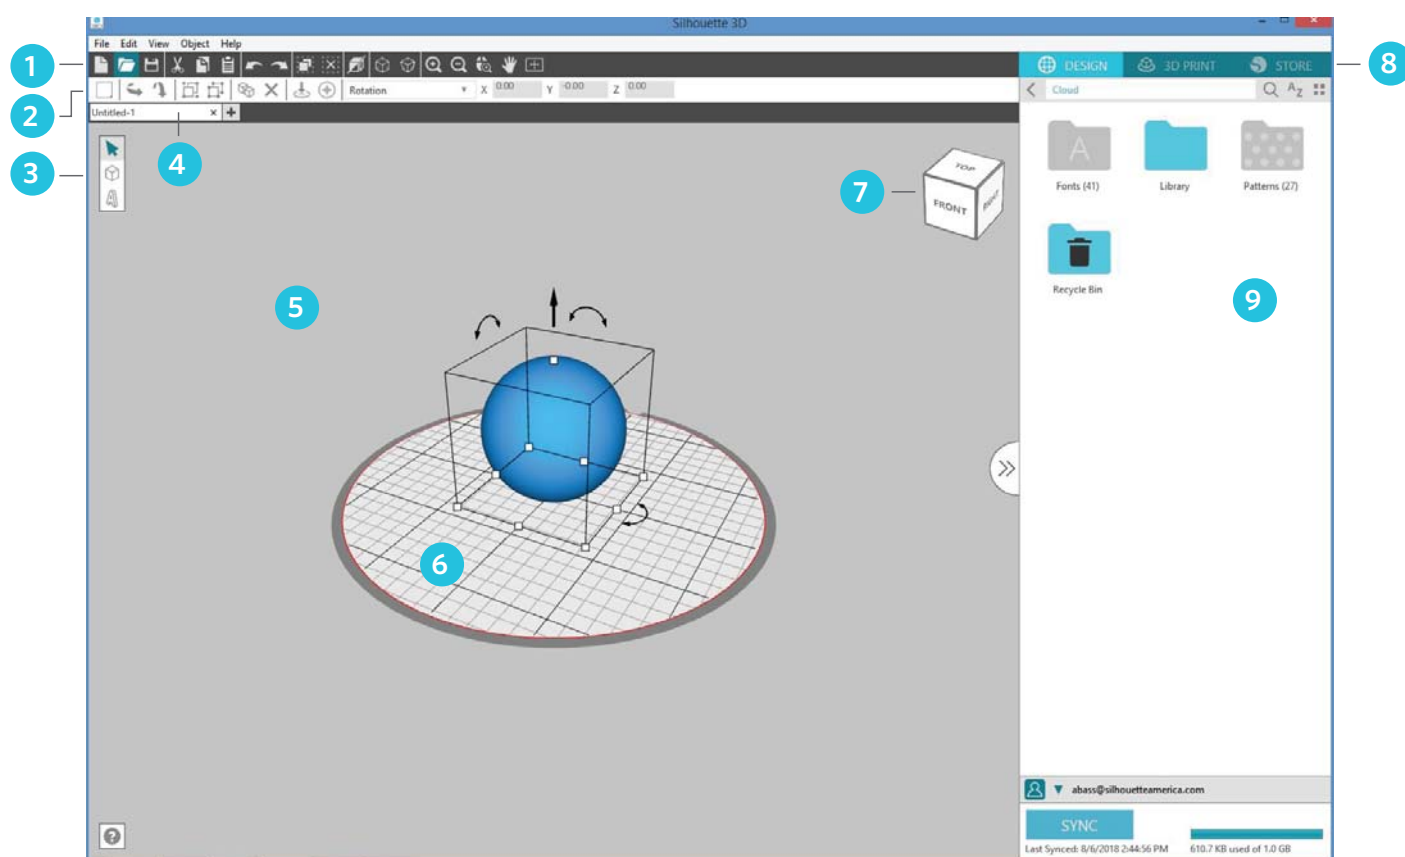 Silhouette 3D
File Edit View Object Help
1
8
DESIGN 3D PRINT STORE
2
Rotation X 0.00 Y 0.00 Z 0.00
Cloud
A Z
Untitled-1
3
4
7
TOP
FRONT
RIGHT
A
Fonts (41) Library Patterns (27)
5
Recycle Bin
9
6
abass@silhouetteamerica.com
SYNC
Last Synced: 8/6/2018 2:44:56 PM 610.7 KB used of 1.0 GB
?